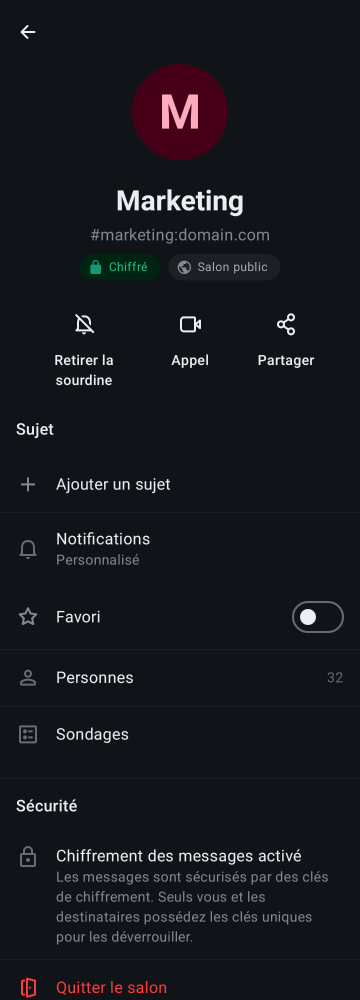 M
Marketing
#marketing:domain.com
Chiffré
Salon public
Retirer la
sourdine
Appel
Partager
Sujet
Ajouter un sujet
Notifications
Personnalisé
Favori
Personnes
32
Sondages
Sécurité
Chiffrement des messages activé
Les messages sont sécurisés par des clés
de chiffrement. Seuls vous et les
destinataires possédez les clés uniques
pour les déverrouiller.
Quitter le salon